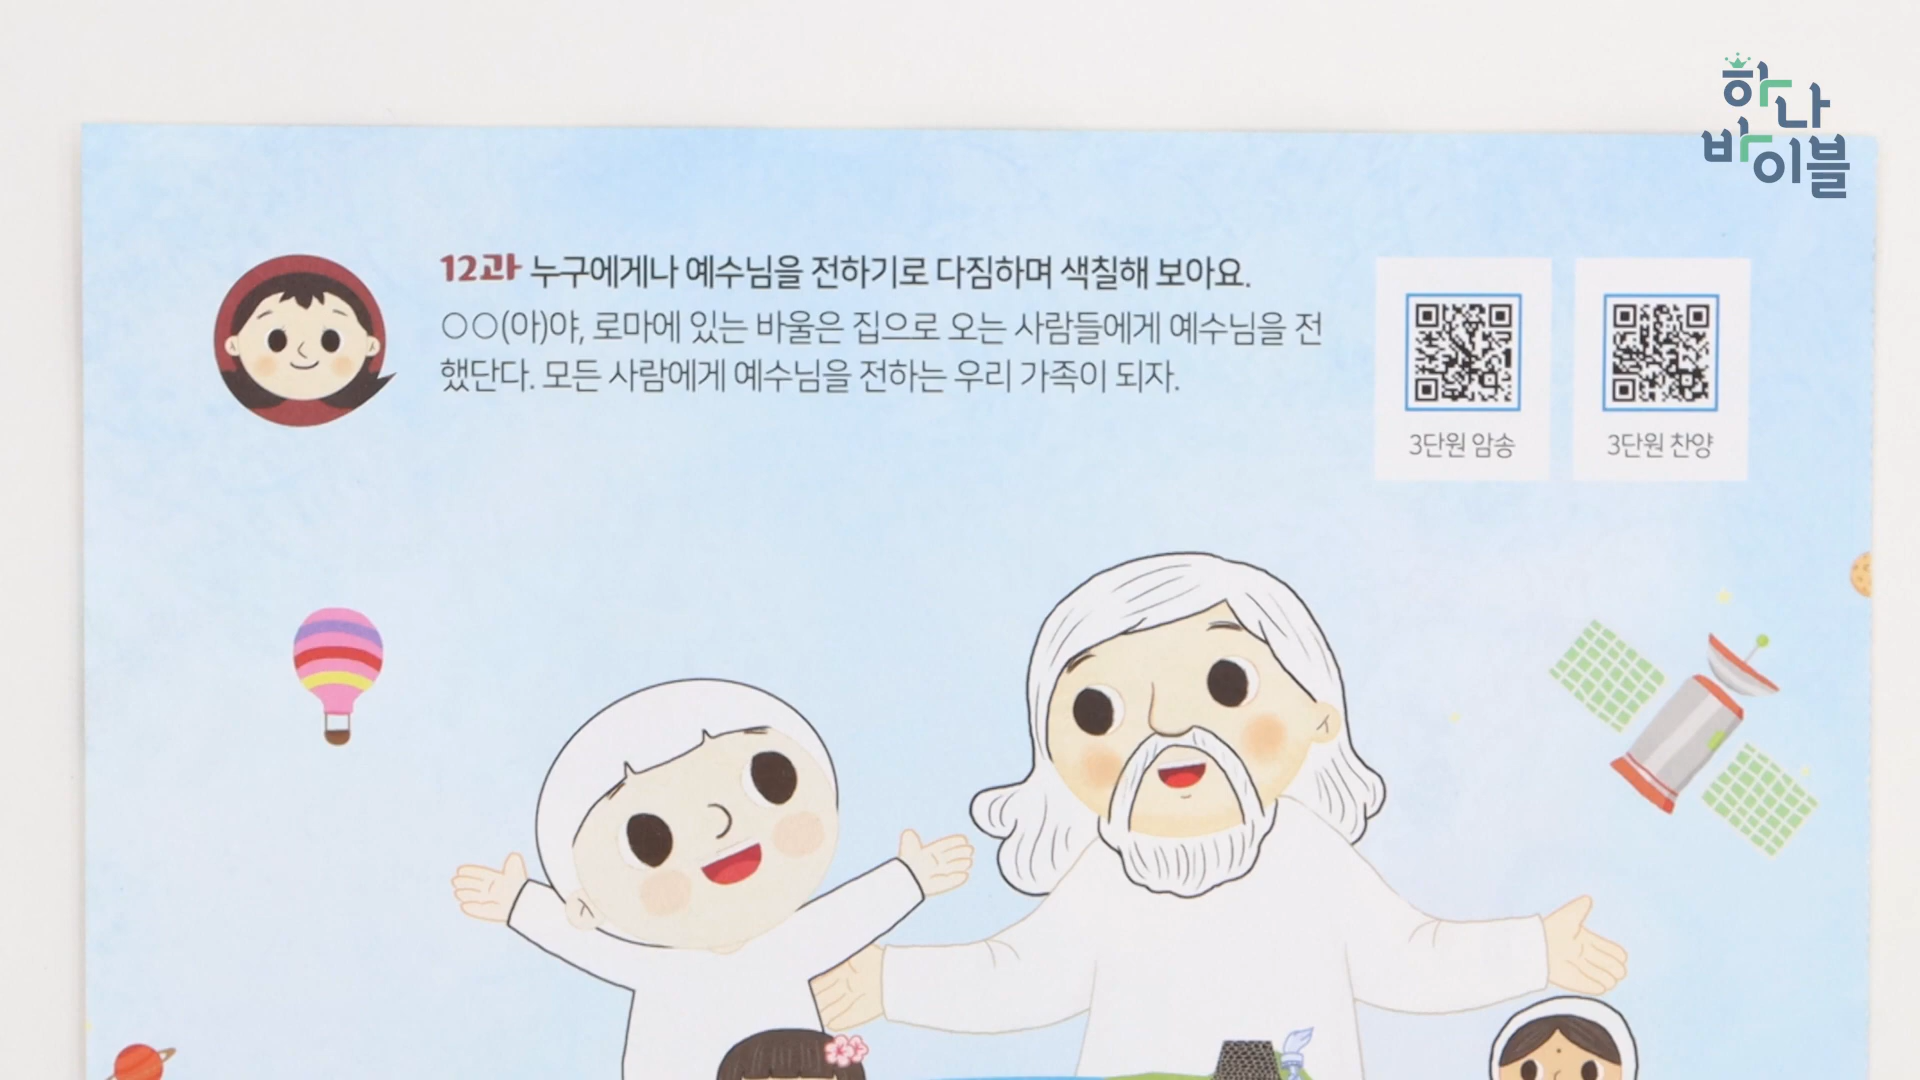 하나
바이블
12과 누구에게나 예수님을 전하기로 다짐하며 색칠해 보아요.
○○(아)야, 로마에 있는 바울은 집으로 오는 사람들에게 예수님을 전
했단다. 모든 사람에게 예수님을 전하는 우리 가족이 되자.
3단원 암송
3단원 찬양